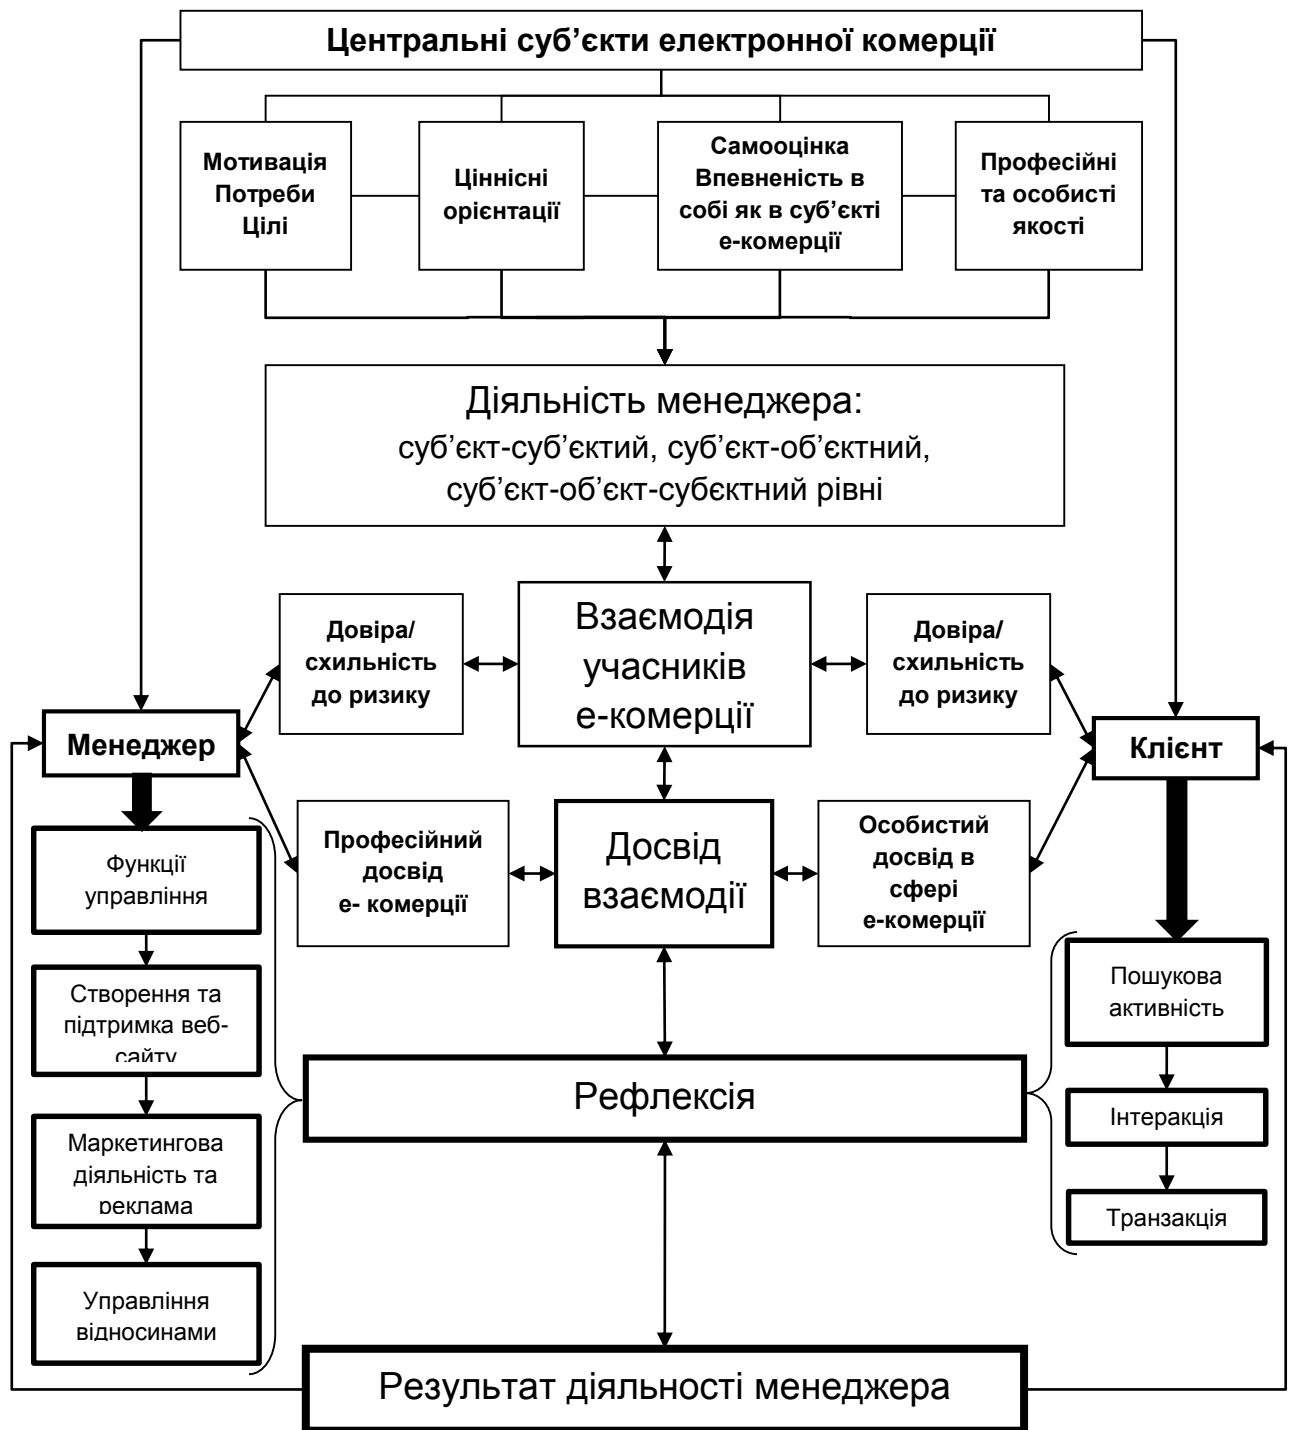 Центральні суб’єкти електронної комерції
Мотивація
Потреби
Цілі
Ціннісні
орієнтації
Самооцінка
Впевненість в
собі як в суб’єкті
е-комерції
Професійні
та особисті
якості
Діяльність менеджера:
суб’єкт-суб’єктий, суб’єкт-об’єктний,
суб’єкт-об’єкт-субєктний рівні
Довіра/
схильність
до ризику
Взаємодія
учасників
е-комерції
Довіра/
схильність
до ризику
Менеджер
Клієнт
Функції
управління
Професійний
досвід
е- комерції
Досвід
взаємодії
Особистий
досвід в
сфері
е-комерції
Створення та
підтримка веб-
сайту
Пошукова
активність
Рефлексія
Інтеракція
Маркетингова
діяльність та
реклама
Транзакція
Управління
відносинами
Результат діяльності менеджера